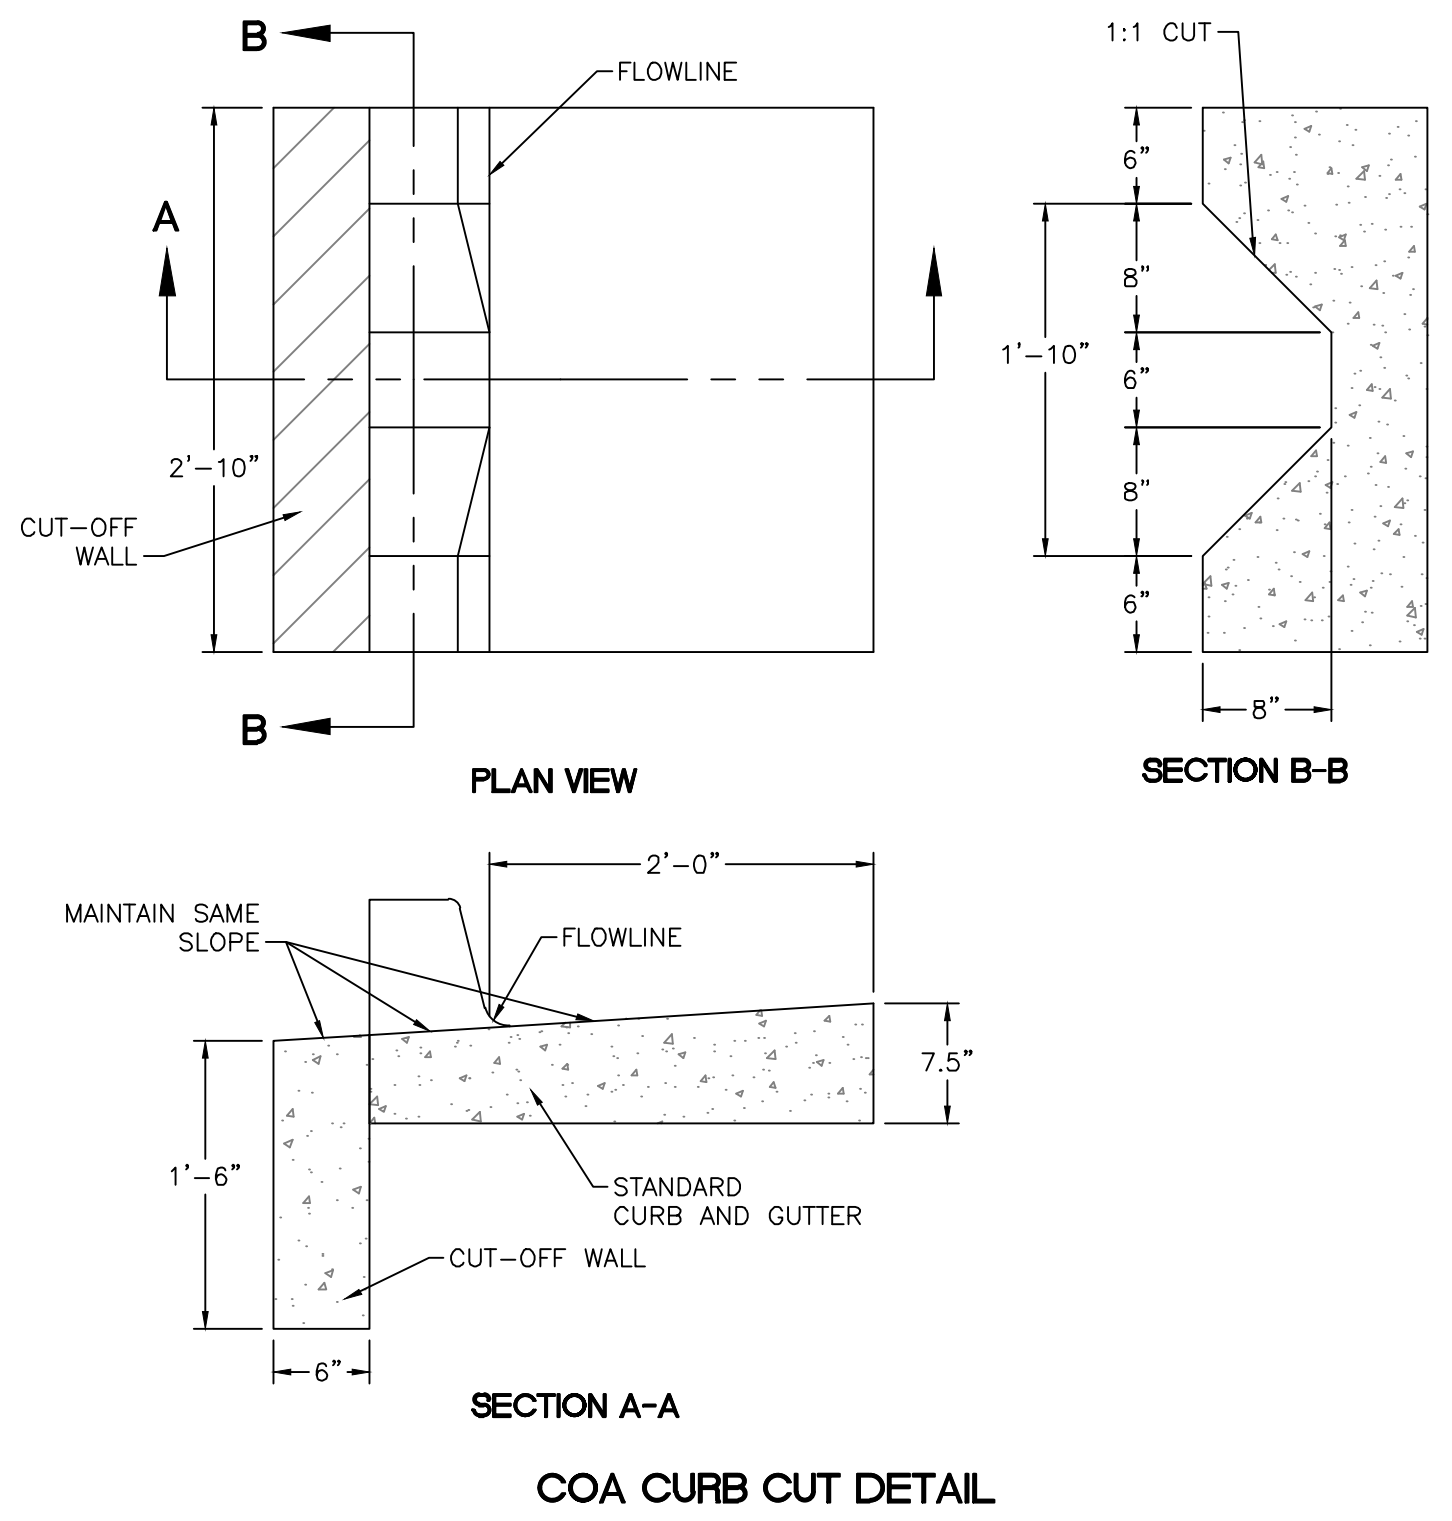 B
FLOWLINE
A
2'-10"
CUT-OFF
WALL
B
PLAN VIEW
1:1 CUT
6"
8"
1'-10"
6"
8"
6"
8"
SECTION B-B
2'-0"
MAINTAIN SAME
SLOPE
FLOWLINE
7.5"
1'-6"
STANDARD
CURB AND GUTTER
CUT-OFF WALL
6"
SECTION A-A
COA CURB CUT DETAIL